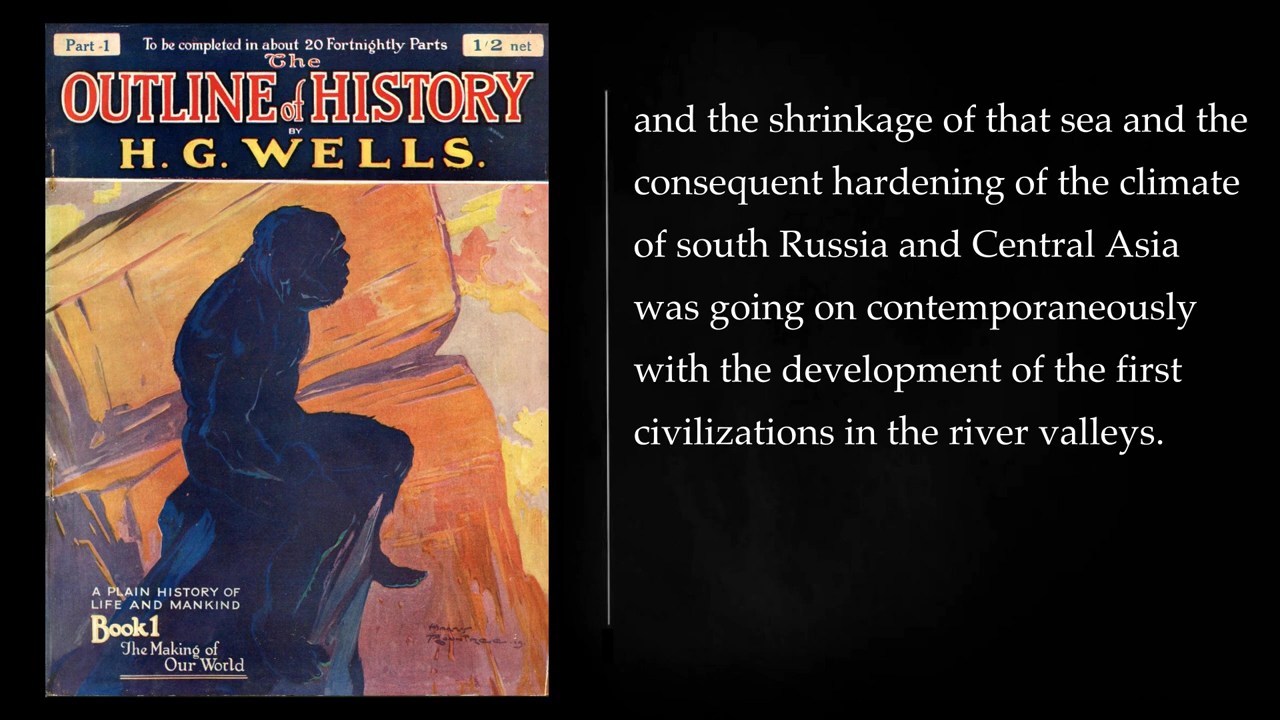 Part -1
To be completed in about 20 Fortnightly Parts
1/2 net
The
OUTLINE of HISTORY
BY
H. G. WELLS.
A PLAIN HISTORY OF
LIFE AND MANKIND
Book 1
The Making of
Our World
and the shrinkage of that sea and the
consequent hardening of the climate
of south Russia and Central Asia
was going on contemporaneously
with the development of the first
civilizations in the river valleys.